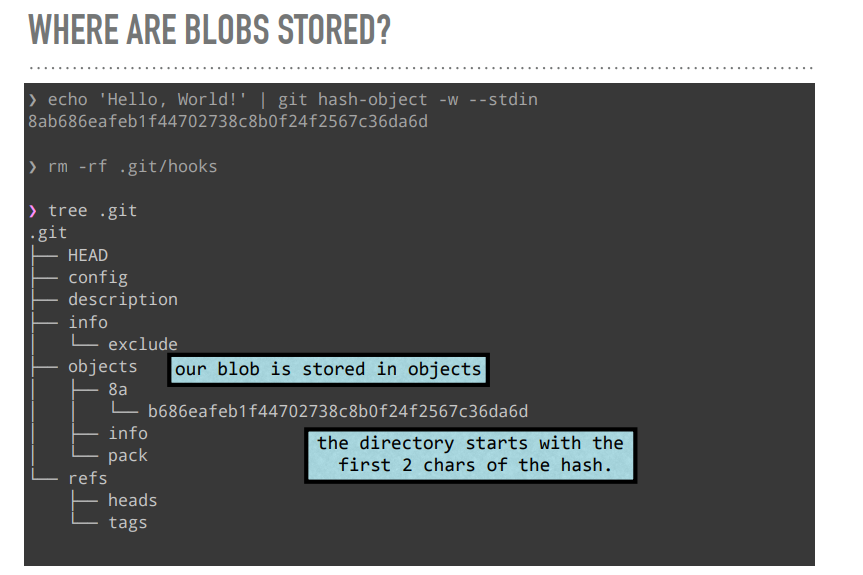 WHERE ARE BLOBS STORED?
❯ echo 'Hello, World!' | git hash-object -w --stdin
8ab686eafeb1f44702738c8b0f24f2567c36da6d
❯ rm -rf .git/hooks
❯ tree .git
.git
├── HEAD
├── config
├── description
├── info
│   └── exclude
├── objects
our blob is stored in objects
│   ├── 8a
│   │   └── b686eafeb1f44702738c8b0f24f2567c36da6d
│   ├── info
│   └── pack
the directory starts with the
first 2 chars of the hash.
└── refs
    ├── heads
    └── tags